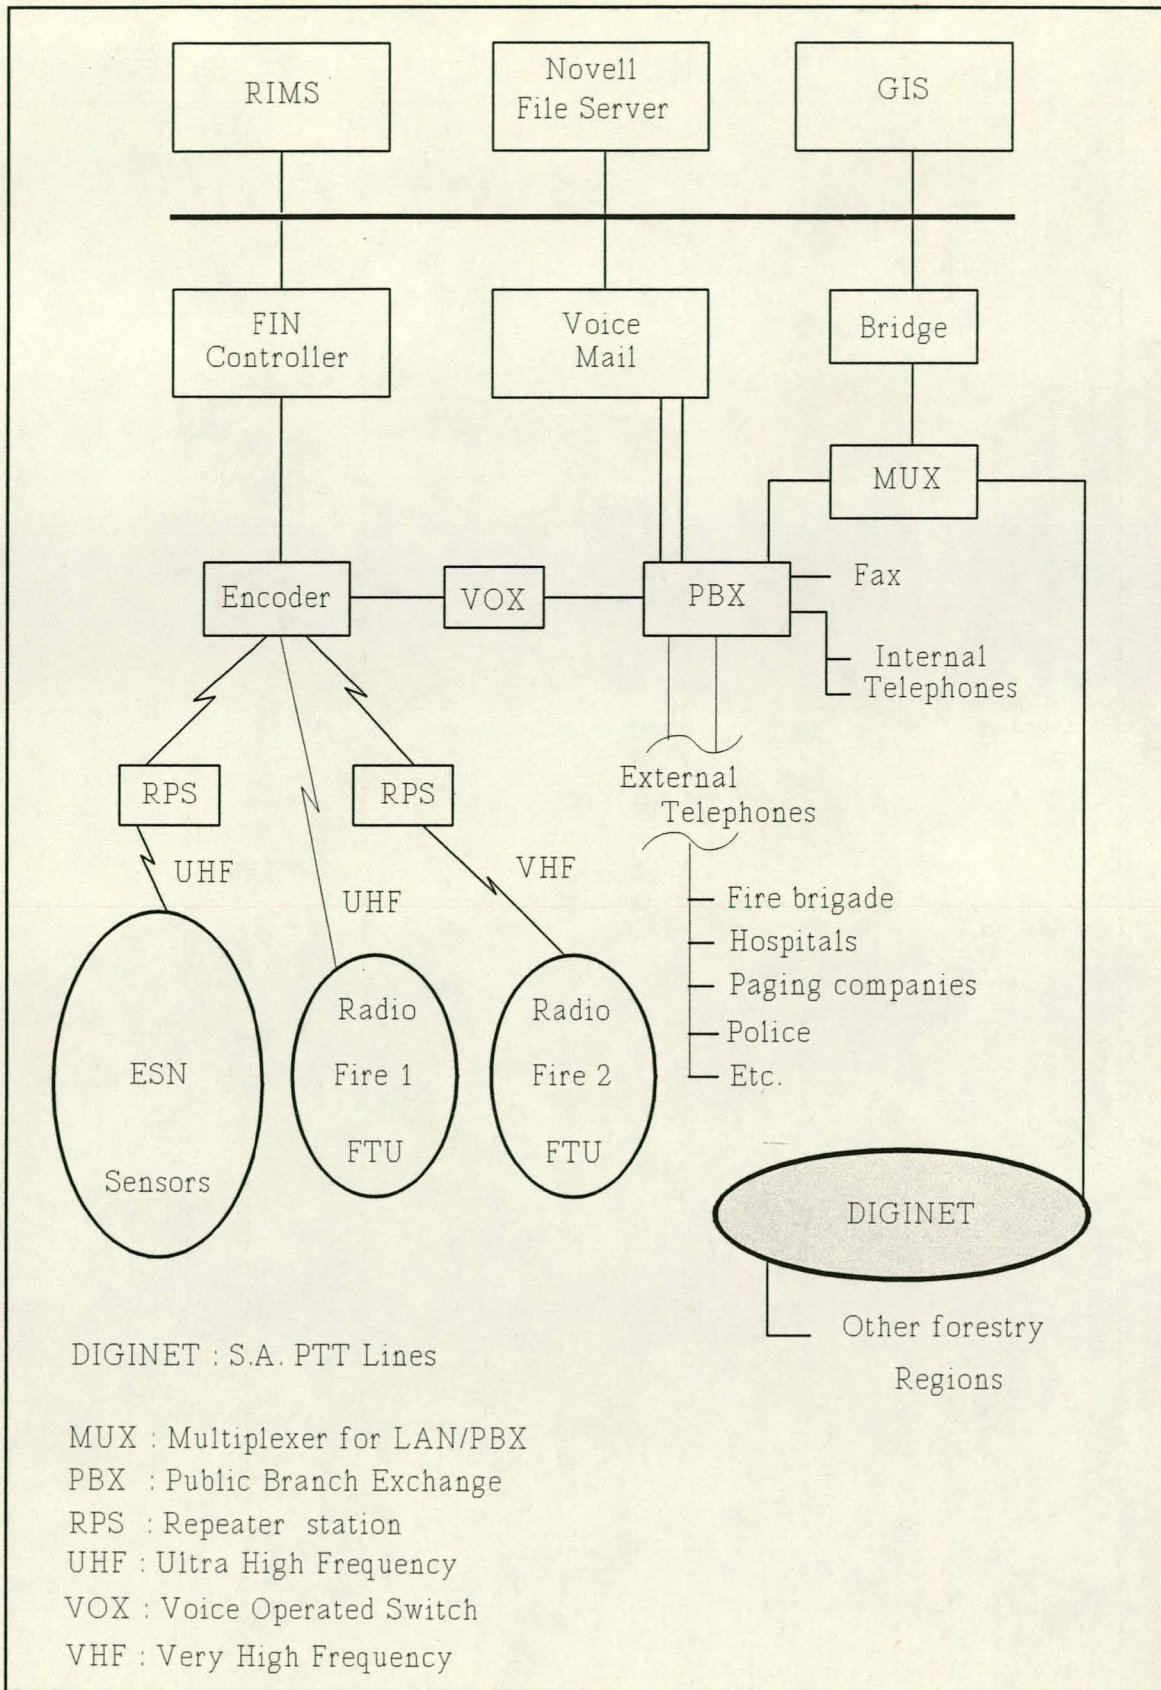 RIMS
Novell
File Server
GIS
FIN
Controller
Voice
Mail
Bridge
MUX
Encoder
VOX
PBX
Fax
Internal
Telephones
RPS
RPS
External
Telephones
UHF
UHF
VHF
Fire brigade
Hospitals
Paging companies
Police
Etc.
ESN
Sensors
Radio
Fire 1
FTU
Radio
Fire 2
FTU
DIGINET
Other forestry
Regions
DIGINET : S.A. PTT Lines
MUX : Multiplexer for LAN/PBX
PBX : Public Branch Exchange
RPS : Repeater station
UHF : Ultra High Frequency
VOX : Voice Operated Switch
VHF : Very High Frequency